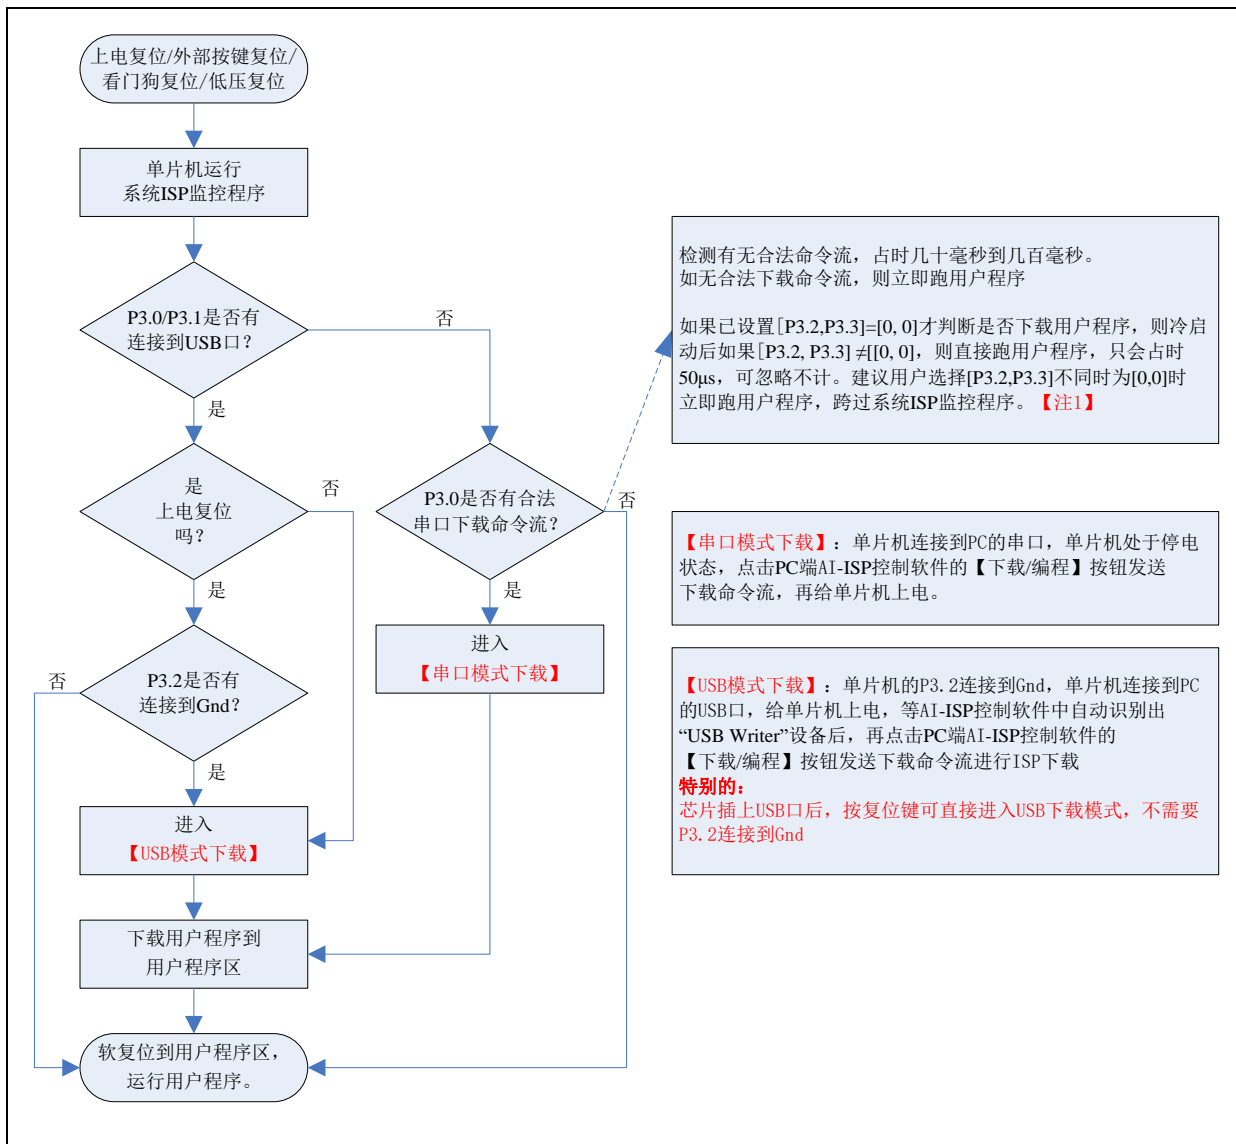 上电复位/外部按键复位/
看门狗复位/低压复位
单片机运行
系统ISP监控程序
P3.0/P3.1是否有
连接到USB口？
否
是
是
上电复位
吗？
否
是
P3.2是否有
连接到Gnd？
否
是
进入
【USB模式下载】
下载用户程序到
用户程序区
软复位到用户程序区，
运行用户程序。
P3.0是否有合法
串口下载命令流？
否
是
进入
【串口模式下载】
检测有无合法命令流，占时几十毫秒到几百毫秒。
如无合法下载命令流，则立即跑用户程序
如果已设置[P3.2,P3.3]=[0, 0]才判断是否下载用户程序，则冷启
动后如果[P3.2, P3.3] ≠[[0, 0]，则直接跑用户程序，只会占时
50μs，可忽略不计。建议用户选择[P3.2,P3.3]不同时为[0,0]时
立即跑用户程序，跨过系统ISP监控程序。【注1】
【串口模式下载】：单片机连接到PC的串口，单片机处于停电
状态，点击PC端AI-ISP控制软件的【下载/编程】按钮发送
下载命令流，再给单片机上电。
【USB模式下载】：单片机的P3.2连接到Gnd，单片机连接到PC
的USB口，给单片机上电，等AI-ISP控制软件中自动识别出
“USB Writer”设备后，再点击PC端AI-ISP控制软件的
【下载/编程】按钮发送下载命令流进行ISP下载
特别的：
芯片插上USB口后，按复位键可直接进入USB下载模式，不需要
P3.2连接到Gnd